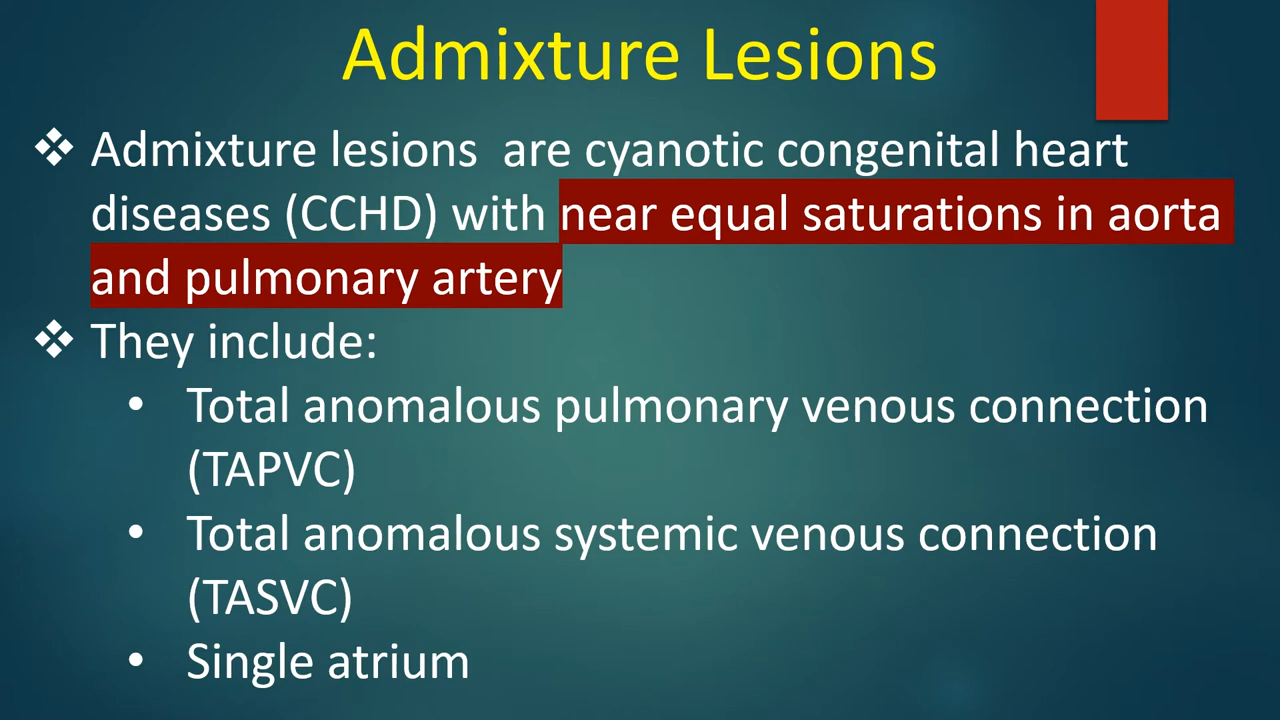 Admixture Lesions
❖ Admixture lesions are cyanotic congenital heart
diseases (CCHD) with near equal saturations in aorta
and pulmonary artery
❖ They include:
• Total anomalous pulmonary venous connection
(TAPVC)
• Total anomalous systemic venous connection
(TASVC)
• Single atrium